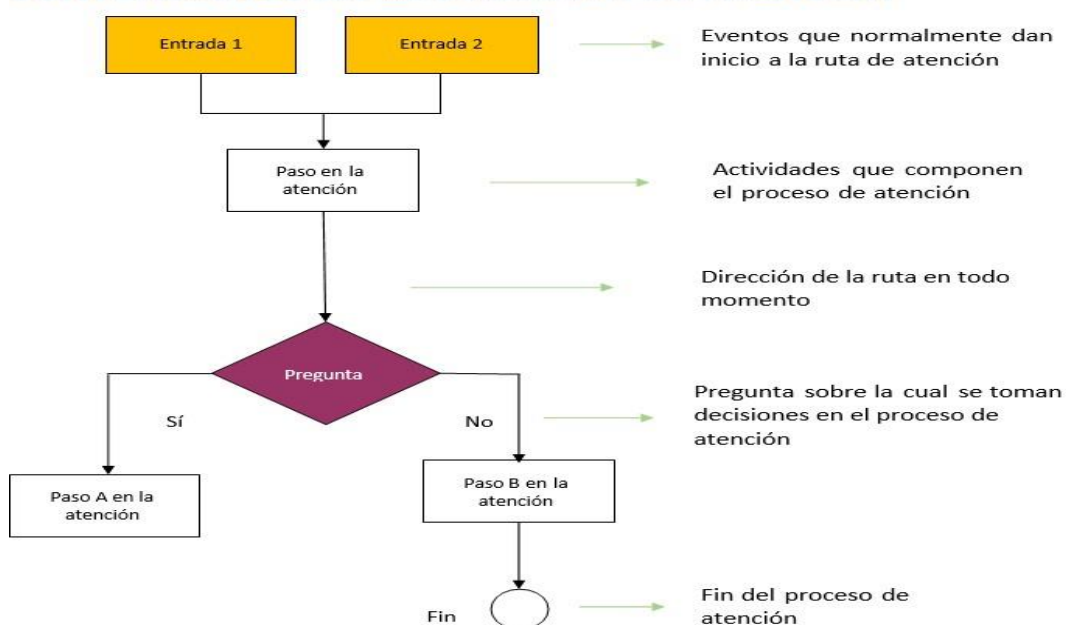 Entrada 1
Entrada 2
Eventos que normalmente dan
inicio a la ruta de atención
Paso en la
atención
Actividades que componen
el proceso de atención
Dirección de la ruta en todo
momento
Pregunta
Pregunta sobre la cual se toman
decisiones en el proceso de
atención
Sí
No
Paso A en la
atención
Paso B en la
atención
Fin
Fin del proceso de
atención